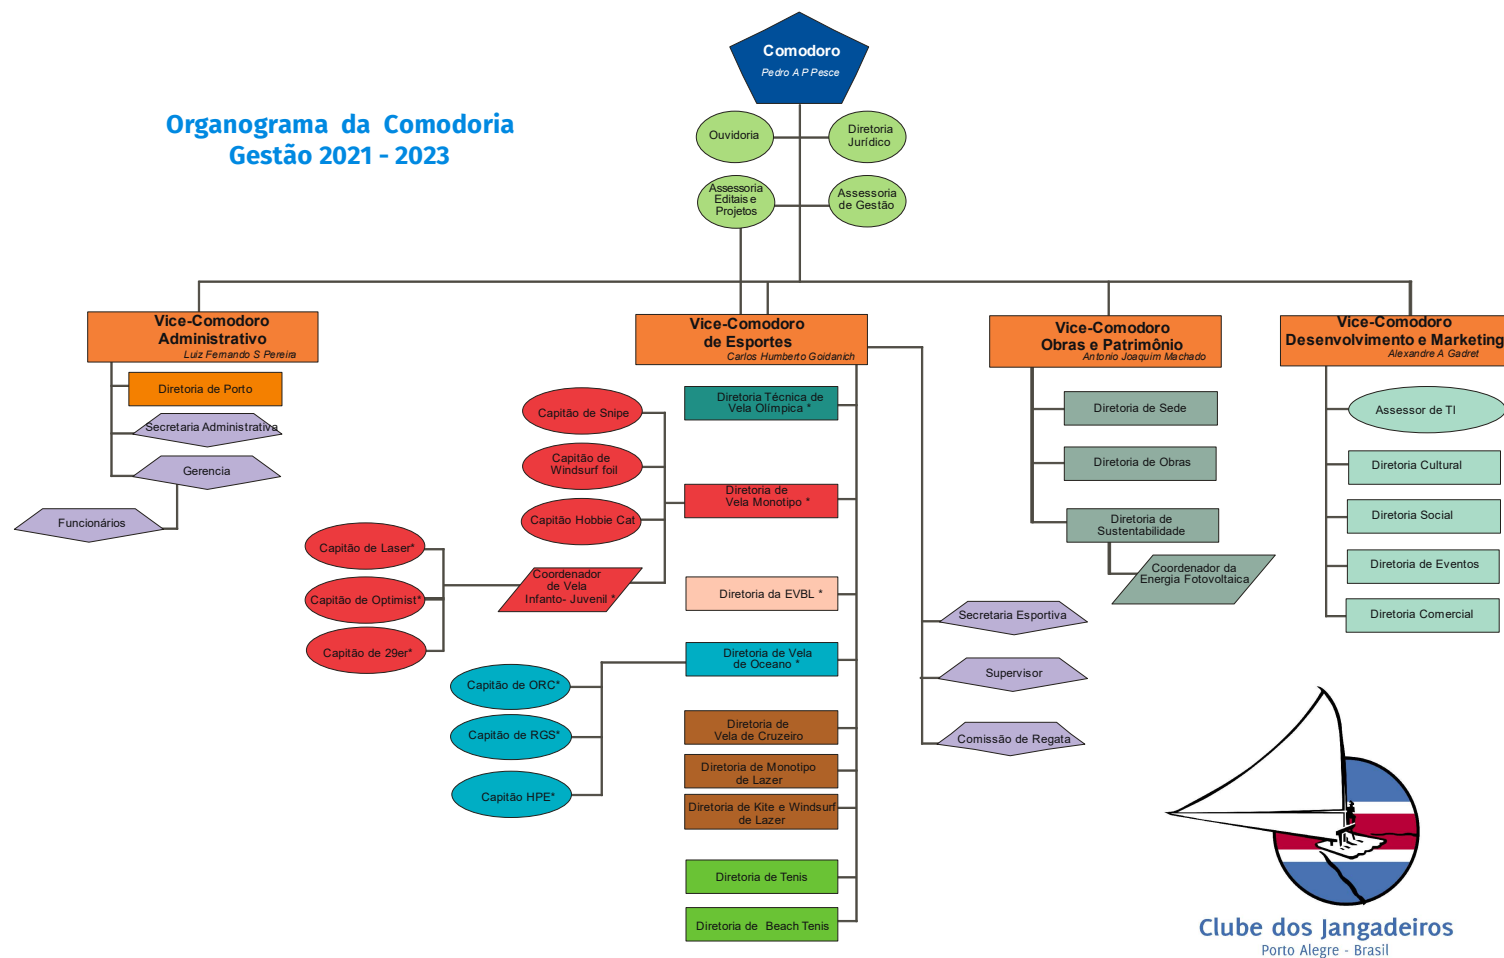 Comodoro
Pedro A P Pesce
Organograma da Comodoria
Gestão 2021 - 2023
Ouvidoria
Diretoria
Jurídico
Assessoria
Editais e
Projetos
Assessoria
de Gestão
Vice-Comodoro
Administrativo
Luiz Fernando S Pereira
Diretoria de Porto
Secretaria Administrativa
Gerencia
Funcionários
Vice-Comodoro
de Esportes
Carlos Humberto Goidanich
Diretoria Técnica de
Vela Olímpica *
Capitão de Snipe
Capitão de
Windsurf foil
Capitão Hobbie Cat
Diretoria de
Vela Monotipo *
Coordenador
de Vela
Infanto- Juvenil *
Capitão de Laser*
Capitão de Optimist*
Capitão de 29er*
Diretoria da EVBL *
Diretoria de Vela
de Oceano *
Capitão de ORC*
Capitão de RGS*
Capitão HPE*
Diretoria de
Vela de Cruzeiro
Diretoria de Monotipo
de Lazer
Diretoria de Kite e Windsurf
de Lazer
Diretoria de Tenis
Diretoria de Beach Tenis
Secretaria Esportiva
Supervisor
Comissão de Regata
Vice-Comodoro
Obras e Patrimônio
Antonio Joaquim Machado
Diretoria de Sede
Diretoria de Obras
Diretoria de
Sustentabilidade
Coordenador da
Energia Fotovoltaica
Vice-Comodoro
Desenvolvimento e Marketing
Alexandre A Gadret
Assessor de TI
Diretoria Cultural
Diretoria Social
Diretoria de Eventos
Diretoria Comercial
Clube dos Jangadeiros
Porto Alegre - Brasil